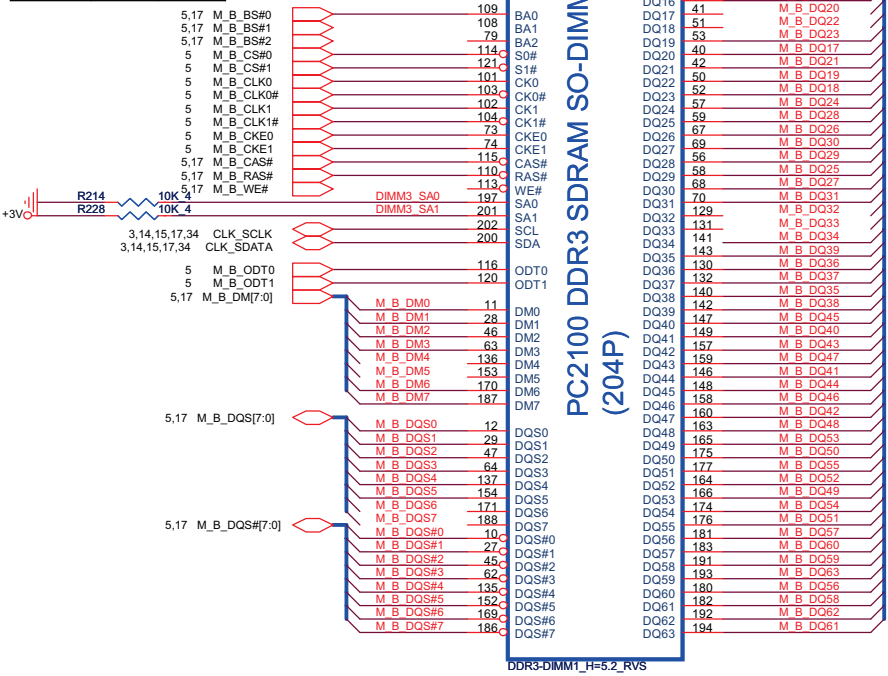 5,17 M_B_BS#0 109 BA0
5,17 M_B_BS#1 108 BA1
5,17 M_B_BS#2 79 BA2
5 M_B_CS#0 114 S0#
5 M_B_CS#1 121 S1#
5 M_B_CLK0 101 CK0
5 M_B_CLK0# 103 CK0#
5 M_B_CLK1 102 CK1
5 M_B_CLK1# 104 CK1#
5 M_B_CKE0 73 CKE0
5 M_B_CKE1 74 CKE1
5,17 M_B_CAS# 115 CAS#
5,17 M_B_RAS# 110 RAS#
5,17 M_B_WE# 113 WE#
R214 10K_4 DIMM3_SA0 197 SA0
+3V R228 10K_4 DIMM3_SA1 201 SA1
3,14,15,17,34 CLK_SCLK 202 SCL
3,14,15,17,34 CLK_SDATA 200 SDA
5 M_B_ODT0 116 ODT0
5 M_B_ODT1 120 ODT1
5,17 M_B_DM[7:0]
M_B_DM0 11 DM0
M_B_DM1 28 DM1
M_B_DM2 46 DM2
M_B_DM3 63 DM3
M_B_DM4 136 DM4
M_B_DM5 153 DM5
M_B_DM6 170 DM6
M_B_DM7 187 DM7
5,17 M_B_DQS[7:0]
M_B_DQS0 12 DQS0
M_B_DQS1 29 DQS1
M_B_DQS2 47 DQS2
M_B_DQS3 64 DQS3
M_B_DQS4 137 DQS4
M_B_DQS5 154 DQS5
M_B_DQS6 171 DQS6
M_B_DQS7 188 DQS7
5,17 M_B_DQS#[7:0]
M_B_DQS#0 10 DQS#0
M_B_DQS#1 27 DQS#1
M_B_DQS#2 45 DQS#2
M_B_DQS#3 62 DQS#3
M_B_DQS#4 135 DQS#4
M_B_DQS#5 152 DQS#5
M_B_DQS#6 169 DQS#6
M_B_DQS#7 186 DQS#7
PC2100 DDR3 SDRAM SO-DIMM
(204P)
DQ16
DQ17 41 M_B_DQ20
DQ18 51 M_B_DQ22
DQ19 53 M_B_DQ23
DQ20 40 M_B_DQ17
DQ21 42 M_B_DQ21
DQ22 50 M_B_DQ19
DQ23 52 M_B_DQ18
DQ24 57 M_B_DQ24
DQ25 59 M_B_DQ28
DQ26 67 M_B_DQ26
DQ27 69 M_B_DQ30
DQ28 56 M_B_DQ29
DQ29 58 M_B_DQ25
DQ30 68 M_B_DQ27
DQ31 70 M_B_DQ31
DQ32 129 M_B_DQ32
DQ33 131 M_B_DQ33
DQ34 141 M_B_DQ34
DQ35 143 M_B_DQ39
DQ36 130 M_B_DQ36
DQ37 132 M_B_DQ37
DQ38 140 M_B_DQ35
DQ39 142 M_B_DQ38
DQ40 147 M_B_DQ45
DQ41 149 M_B_DQ40
DQ42 157 M_B_DQ43
DQ43 159 M_B_DQ47
DQ44 146 M_B_DQ41
DQ45 148 M_B_DQ44
DQ46 158 M_B_DQ46
DQ47 160 M_B_DQ42
DQ48 163 M_B_DQ48
DQ49 165 M_B_DQ53
DQ50 175 M_B_DQ50
DQ51 177 M_B_DQ55
DQ52 164 M_B_DQ52
DQ53 166 M_B_DQ49
DQ54 174 M_B_DQ54
DQ55 176 M_B_DQ51
DQ56 181 M_B_DQ57
DQ57 183 M_B_DQ60
DQ58 191 M_B_DQ59
DQ59 193 M_B_DQ63
DQ60 180 M_B_DQ56
DQ61 182 M_B_DQ58
DQ62 192 M_B_DQ62
DQ63 194 M_B_DQ61
DDR3-DIMM1_H=5.2_RVS